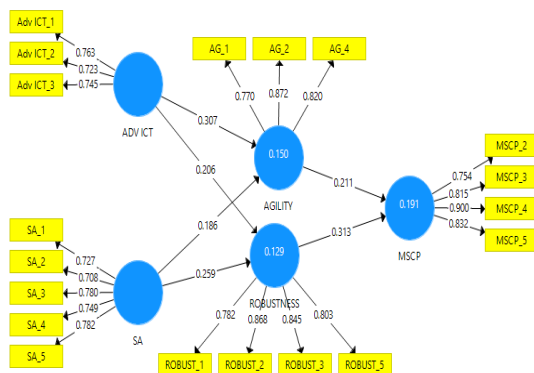 Adv ICT_1
Adv ICT_2
Adv ICT_3
0.763
0.723
0.745
ADV ICT
AG_1
AG_2
AG_4
0.770
0.872
0.820
0.307
0.206
0.186
0.259
0.150
AGILITY
0.211
0.313
0.191
MSCP
MSCP_2
MSCP_3
MSCP_4
MSCP_5
0.754
0.815
0.900
0.832
SA_1
SA_2
SA_3
SA_4
SA_5
0.727
0.708
0.780
0.749
0.782
SA
0.129
ROBUSTNESS
0.782
0.868
0.845
0.803
ROBUST_1
ROBUST_2
ROBUST_3
ROBUST_5